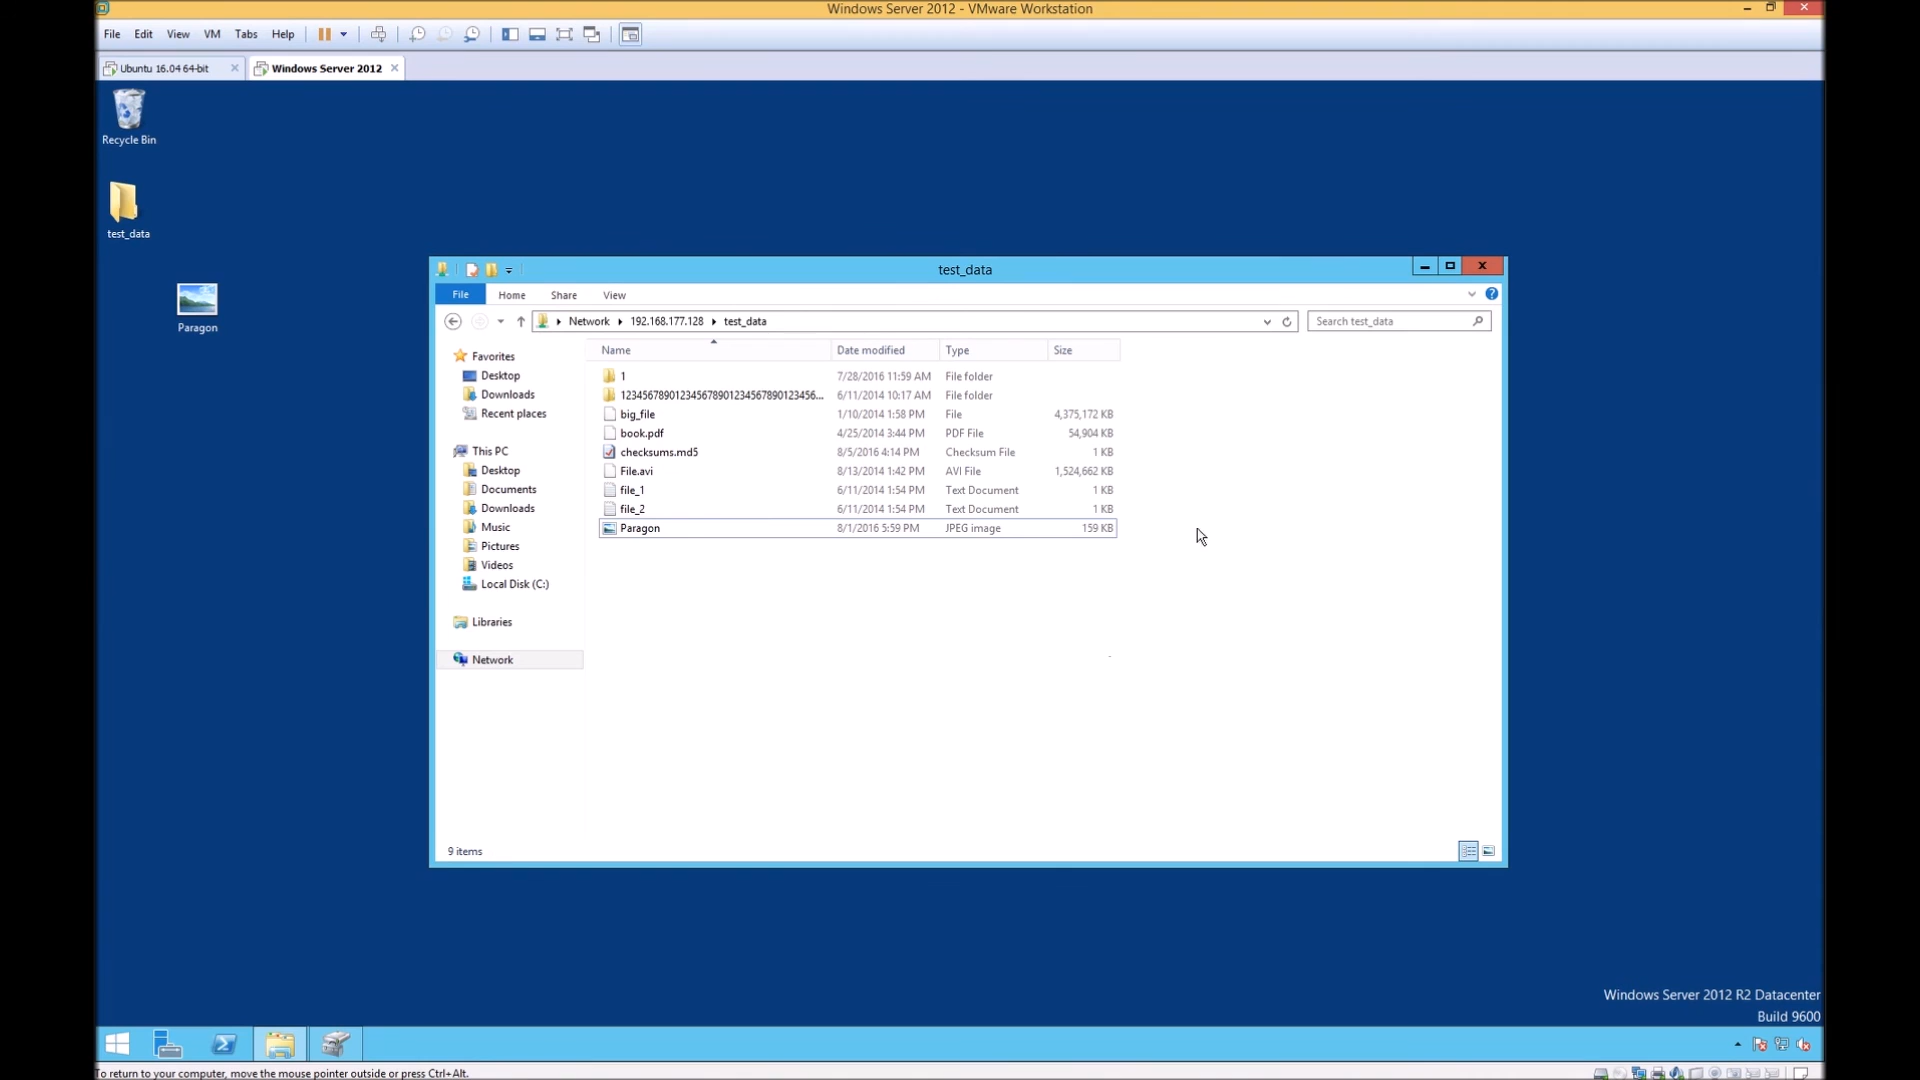 Windows Server 2012 - VMware Workstation
File Edit View VM Tabs Help
Ubuntu 16.04 64-bit Windows Server 2012
Recycle Bin
test_data
Paragon
test_data
File Home Share View
Network 192.168.177.128 test_data Search test_data
Name Date modified Type Size
1 7/28/2016 11:59 AM File folder
1234567890123456789012345678901234567890123456... 6/11/2014 10:17 AM File folder
big_file 1/10/2014 1:58 PM File 4,375,172 KB
book.pdf 4/25/2014 3:44 PM PDF File 54,904 KB
checksums.md5 8/5/2016 4:14 PM Checksum File 1 KB
File.avi 8/13/2014 1:42 PM AVI File 1,524,662 KB
file_1 6/11/2014 1:54 PM Text Document 1 KB
file_2 6/11/2014 1:54 PM Text Document 1 KB
Paragon 8/1/2016 5:59 PM JPEG image 159 KB
Favorites
Desktop
Downloads
Recent places
This PC
Desktop
Documents
Downloads
Music
Pictures
Videos
Local Disk (C:)
Libraries
Network
9 items
Windows Server 2012 R2 Datacenter
Build 9600
To return to your computer, move the mouse pointer outside or press Ctrl+Alt.